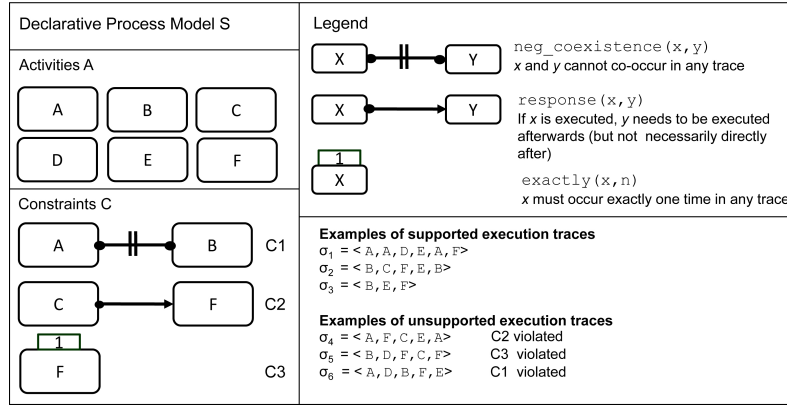 Declarative Process Model S
Activities A
A B C
D E F
Constraints C
A B C1
C F C2
1
F C3
Legend
X Y neg_coexistence(x,y)
x and y cannot co-occur in any trace
X Y response(x,y)
If x is executed, y needs to be executed
afterwards (but not necessarily directly
after)
1
X exactly(x,n)
x must occur exactly one time in any trace
Examples of supported execution traces
σ1 = < A,A,D,E,A,F>
σ2 = < B,C,F,E,B>
σ3 = < B,E,F>
Examples of unsupported execution traces
σ4 = < A,F,C,E,A> C2 violated
σ5 = < B,D,F,C,F> C3 violated
σ6 = < A,D,B,F,E> C1 violated